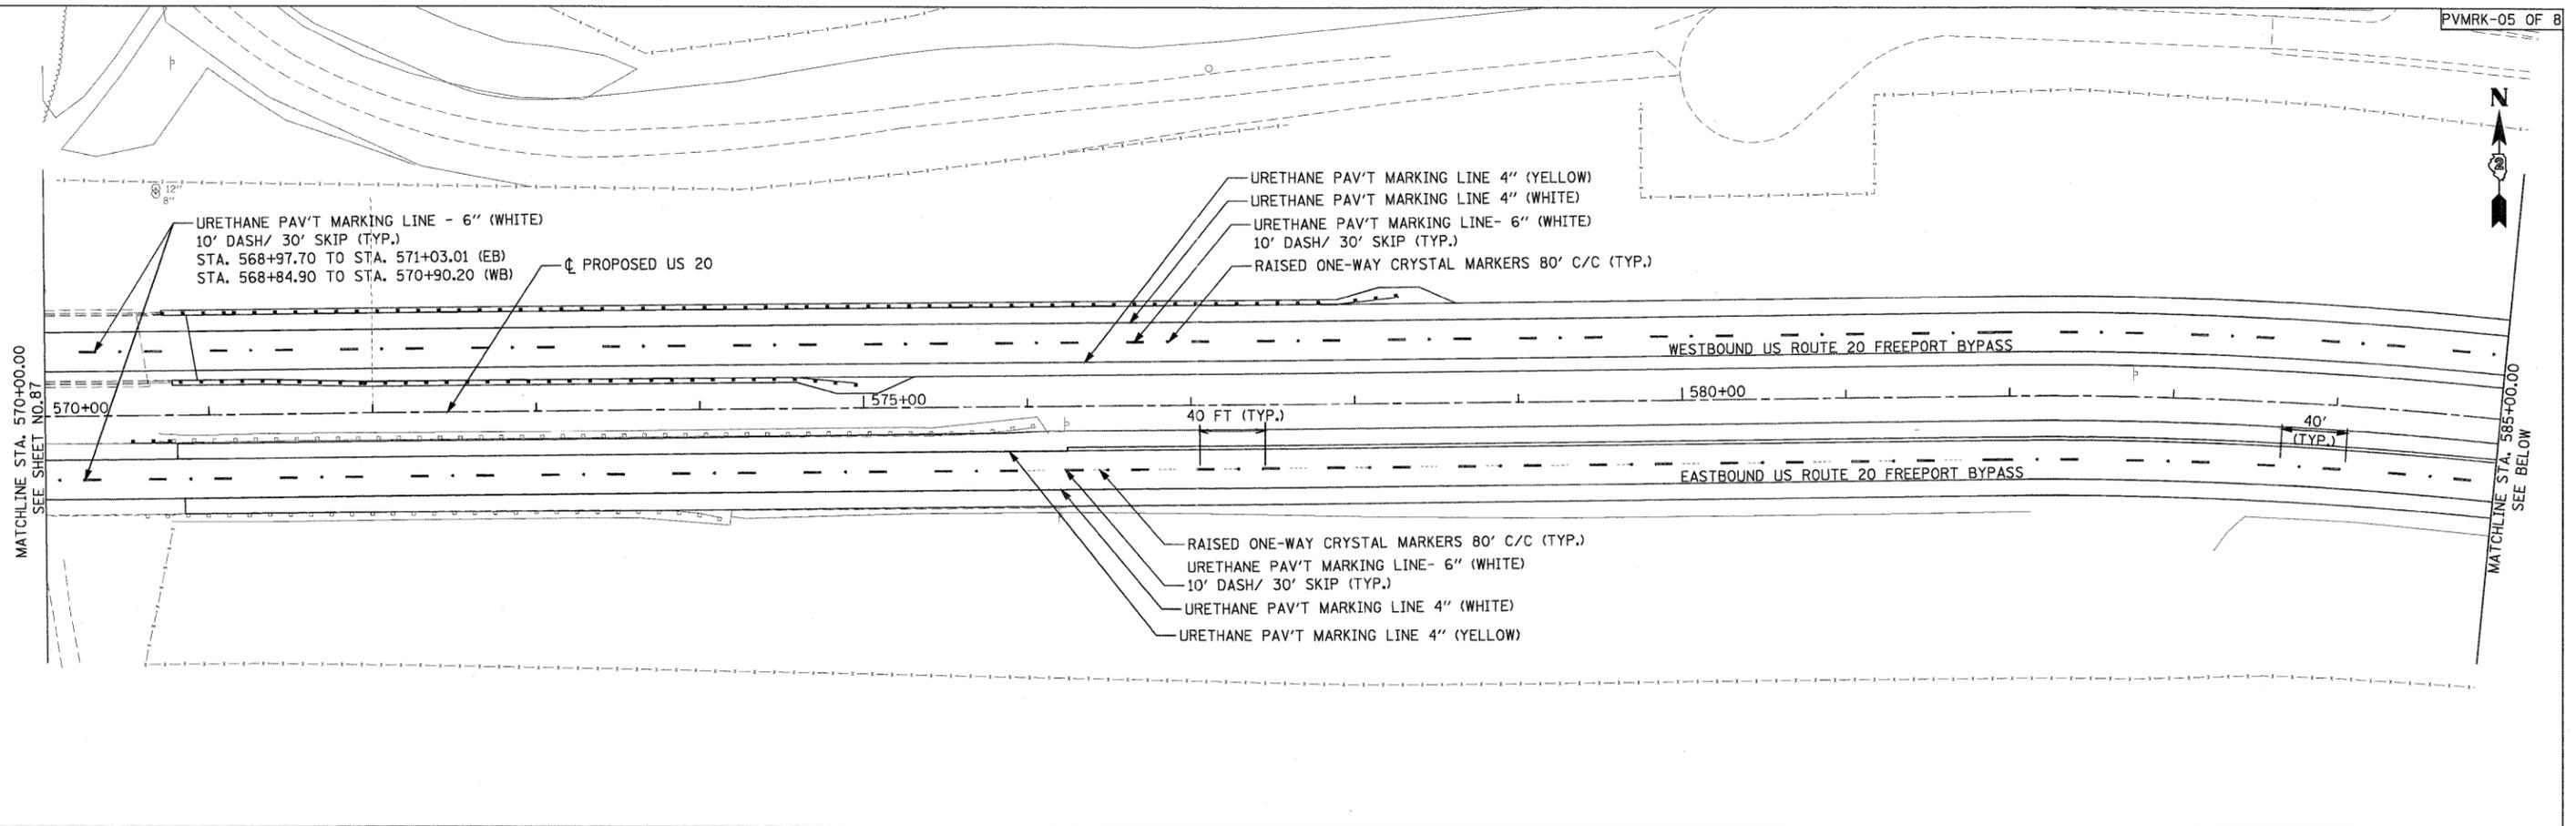 PVMRK-05 OF 8
N
2
12"
8"
URETHANE PAV'T MARKING LINE - 6" (WHITE)
10' DASH/ 30' SKIP (TYP.)
STA. 568+97.70 TO STA. 571+03.01 (EB)
STA. 568+84.90 TO STA. 570+90.20 (WB)
℄ PROPOSED US 20
URETHANE PAV'T MARKING LINE 4" (YELLOW)
URETHANE PAV'T MARKING LINE 4" (WHITE)
URETHANE PAV'T MARKING LINE- 6" (WHITE)
10' DASH/ 30' SKIP (TYP.)
RAISED ONE-WAY CRYSTAL MARKERS 80' C/C (TYP.)
WESTBOUND US ROUTE 20 FREEPORT BYPASS
MATCHLINE STA. 570+00.00
SEE SHEET NO.87
570+00
575+00
580+00
40 FT (TYP.)
40'
(TYP.)
EASTBOUND US ROUTE 20 FREEPORT BYPASS
MATCHLINE STA. 585+00.00
SEE BELOW
RAISED ONE-WAY CRYSTAL MARKERS 80' C/C (TYP.)
URETHANE PAV'T MARKING LINE- 6" (WHITE)
10' DASH/ 30' SKIP (TYP.)
URETHANE PAV'T MARKING LINE 4" (WHITE)
URETHANE PAV'T MARKING LINE 4" (YELLOW)